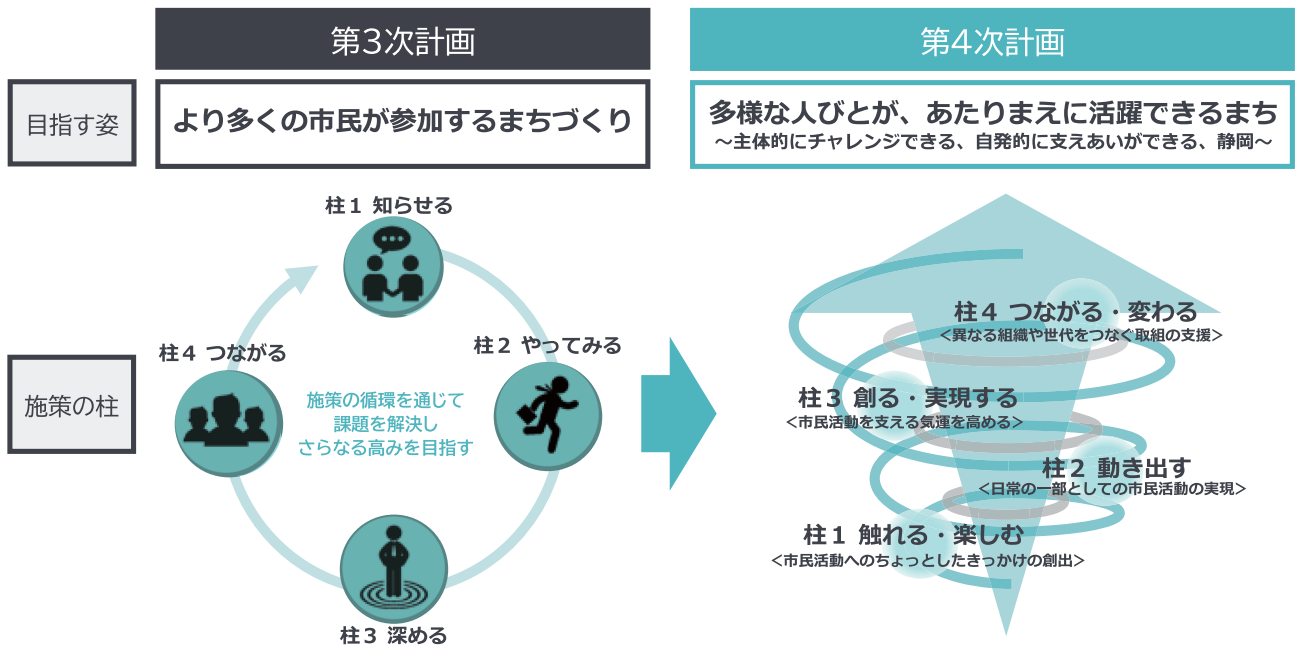 第3次計画
第4次計画
目指す姿
より多くの市民が参加するまちづくり
多様な人びとが、あたりまえに活躍できるまち
～主体的にチャレンジできる、自発的に支えあいができる、静岡～
施策の柱
柱１ 知らせる
柱２ やってみる
柱３ 深める
柱４ つながる
施策の循環を通じて
課題を解決し
さらなる高みを目指す
柱４ つながる・変わる
＜異なる組織や世代をつなぐ取組の支援＞
柱３ 創る・実現する
＜市民活動を支える気運を高める＞
柱２ 動き出す
＜日常の一部としての市民活動の実現＞
柱１ 触れる・楽しむ
＜市民活動へのちょっとしたきっかけの創出＞